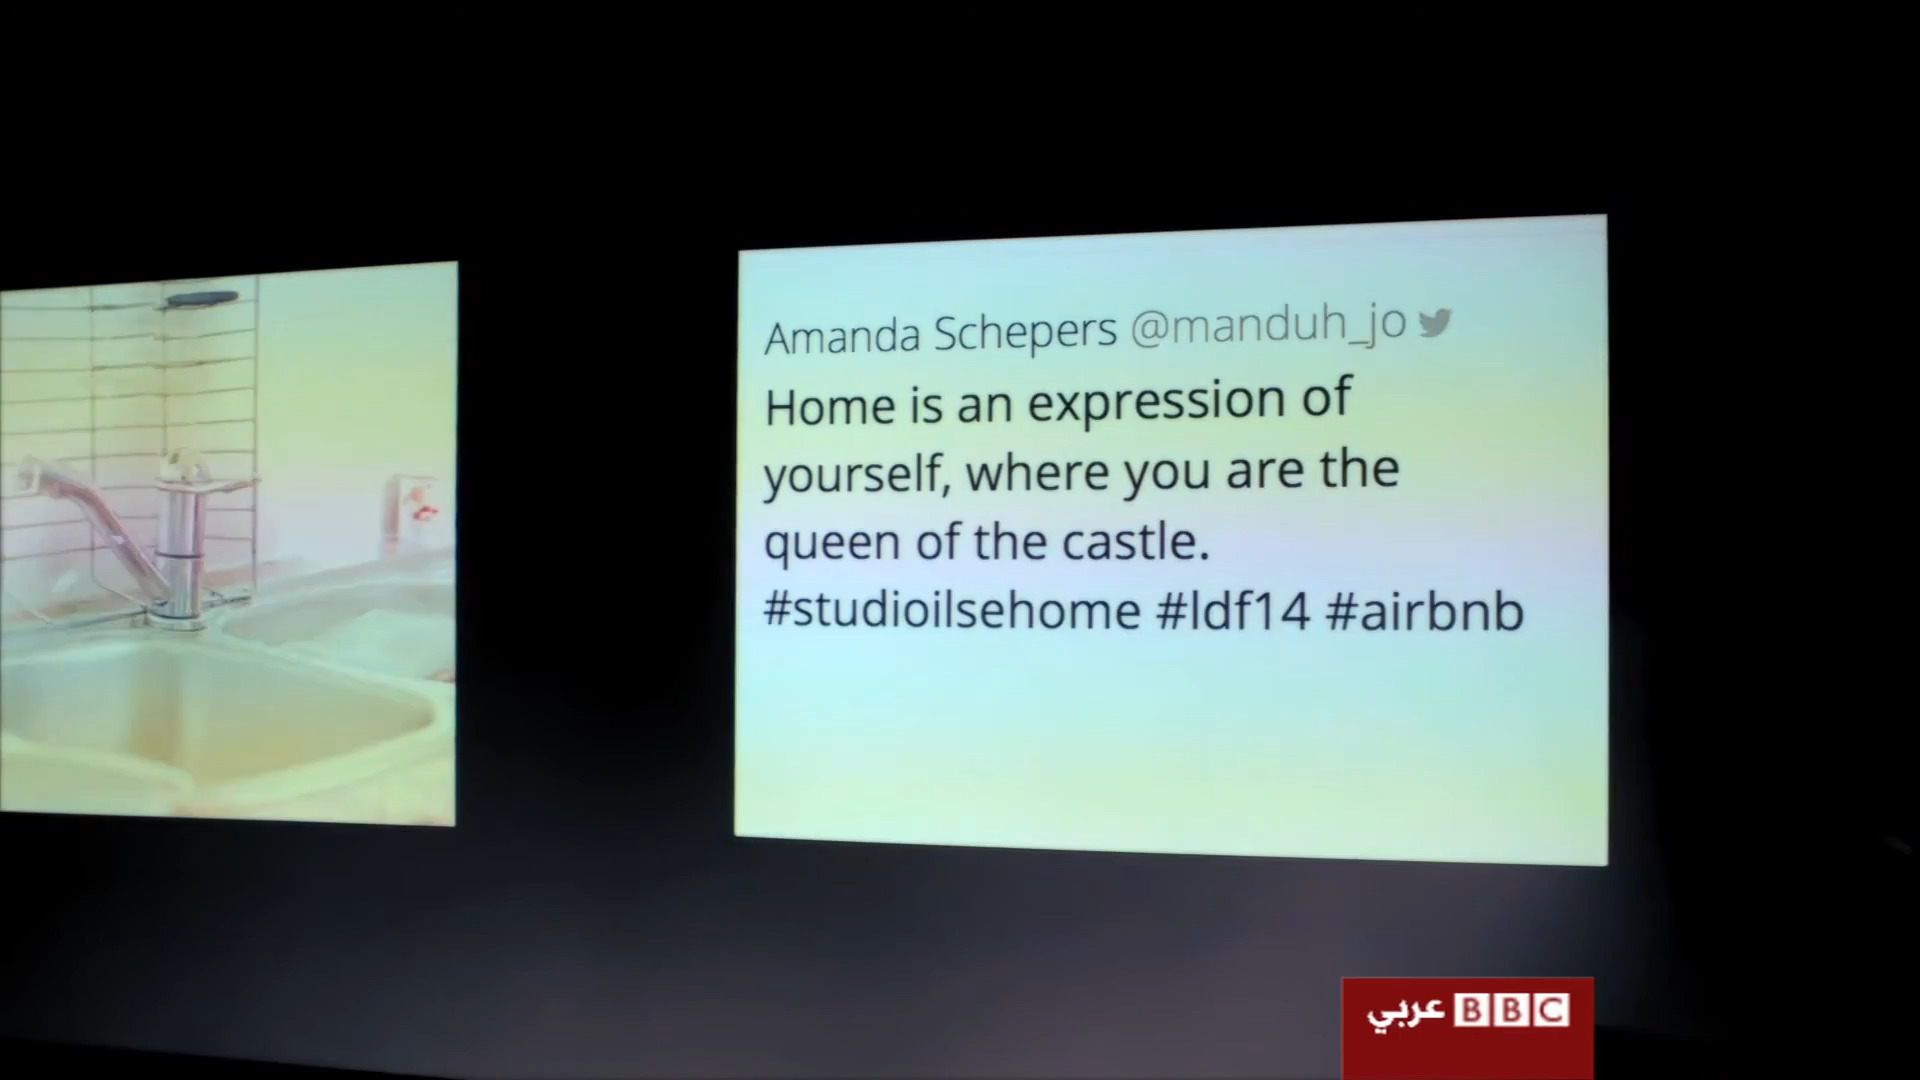 Amanda Schepers @manduh_jo
Home is an expression of
yourself, where you are the
queen of the castle.
#studioilsehome #ldf14 #airbnb
BBC عربي